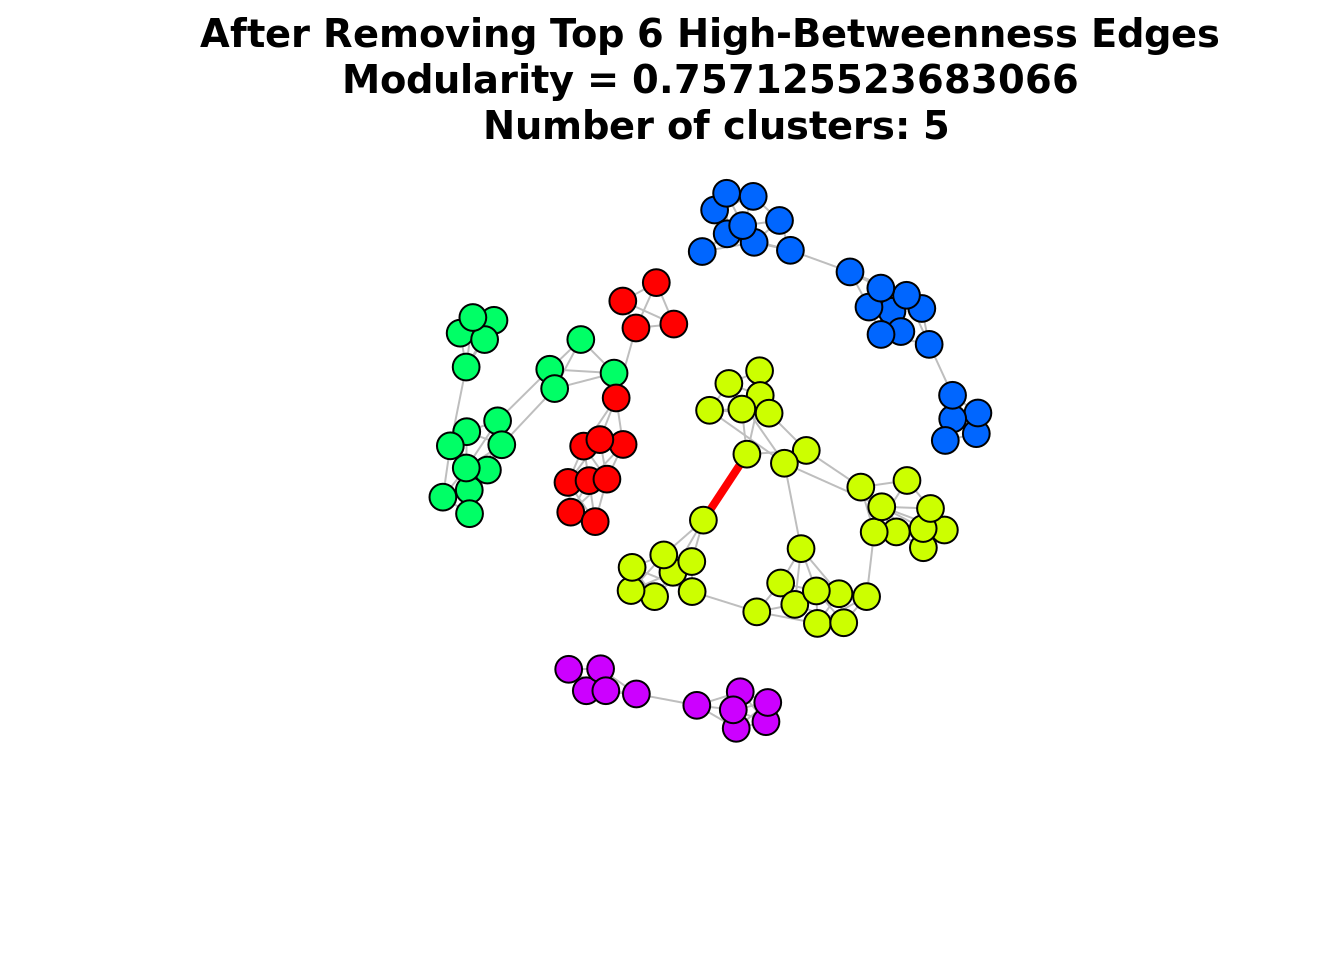 After Removing Top 6 High-Betweenness Edges
Modularity = 0.757125523683066
Number of clusters: 5